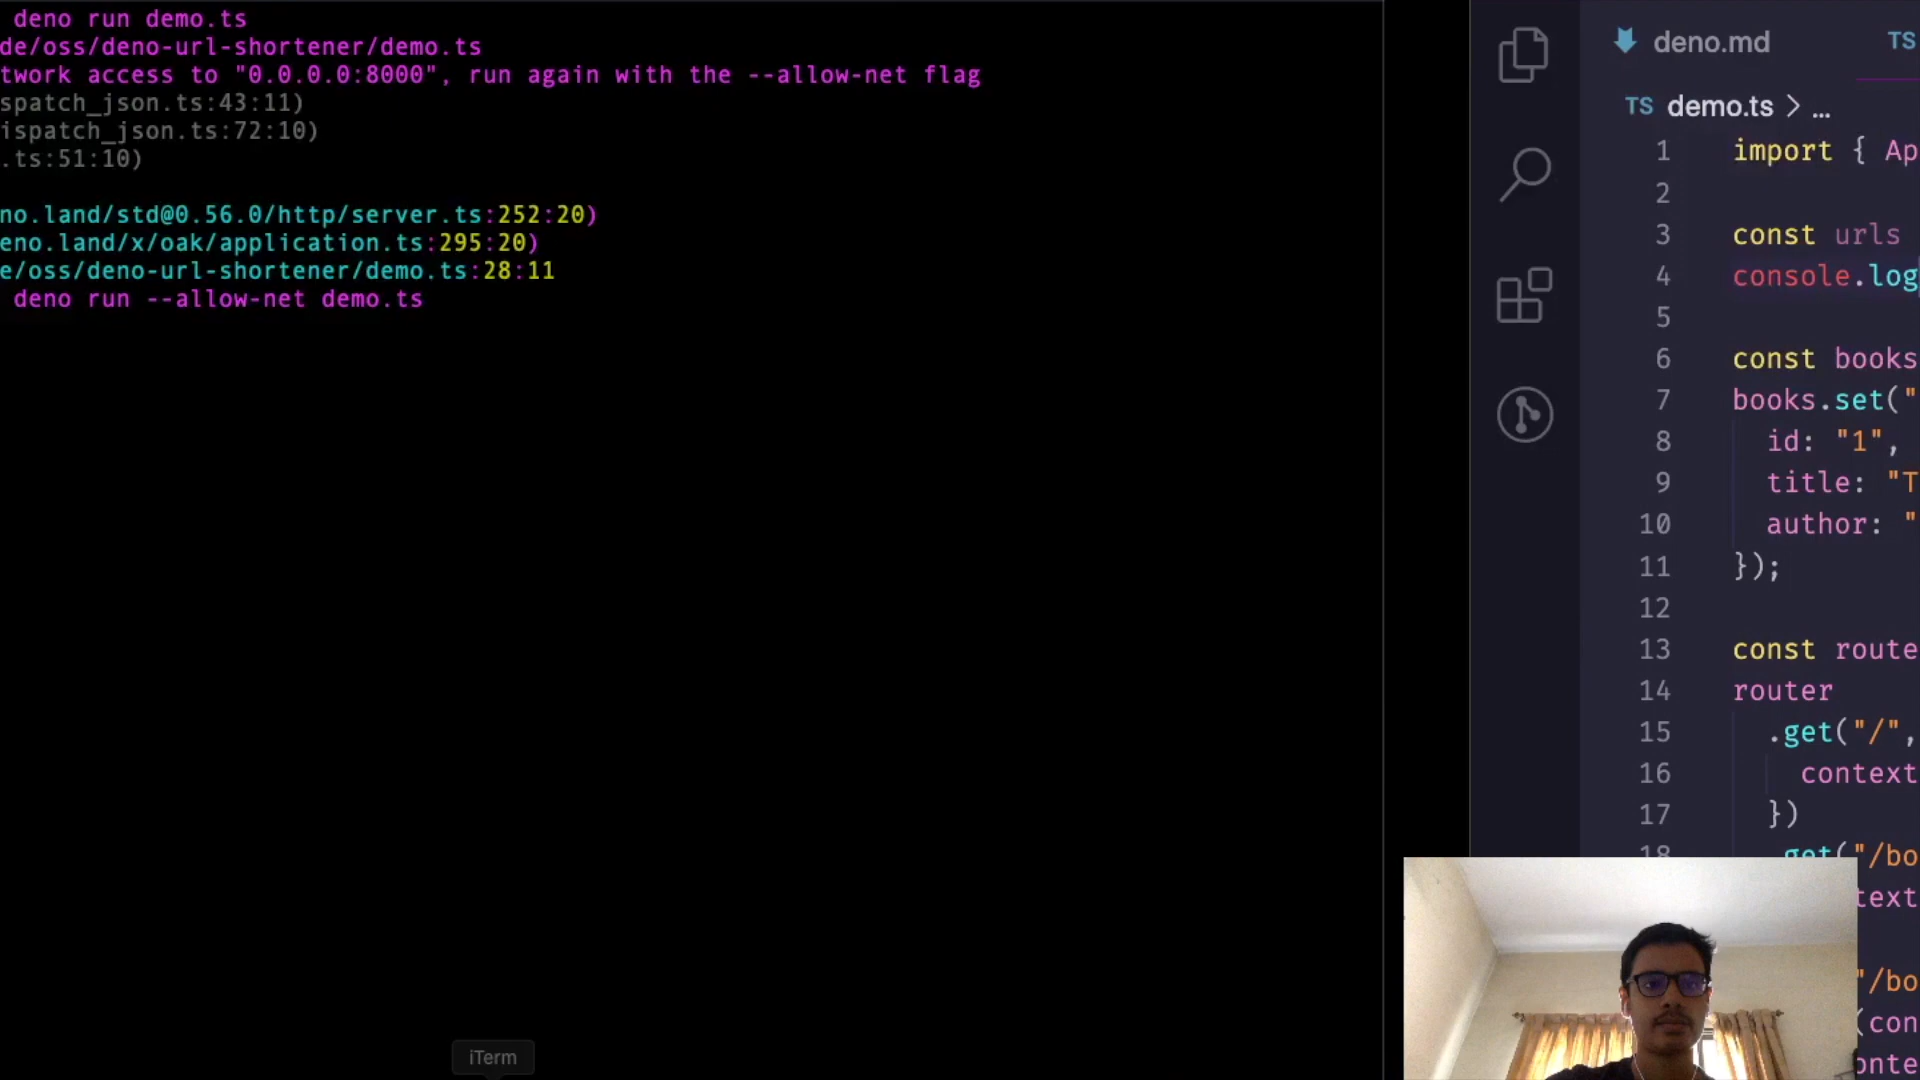 deno run demo.ts
de/oss/deno-url-shortener/demo.ts
twork access to "0.0.0.0:8000", run again with the --allow-net flag
spatch_json.ts:43:11)
ispatch_json.ts:72:10)
.ts:51:10)
no.land/std@0.56.0/http/server.ts:252:20)
eno.land/x/oak/application.ts:295:20)
e/oss/deno-url-shortener/demo.ts:28:11
deno run --allow-net demo.ts
iTerm
deno.md TS
TS demo.ts > ...
1 import { Ap
2
3 const urls
4 console.log
5
6 const books
7 books.set("
8 id: "1",
9 title: "T
10 author: "
11 });
12
13 const route
14 router
15 .get("/",
16 context
17 })
18 .get("/bo
text
"/bo
(con
onte